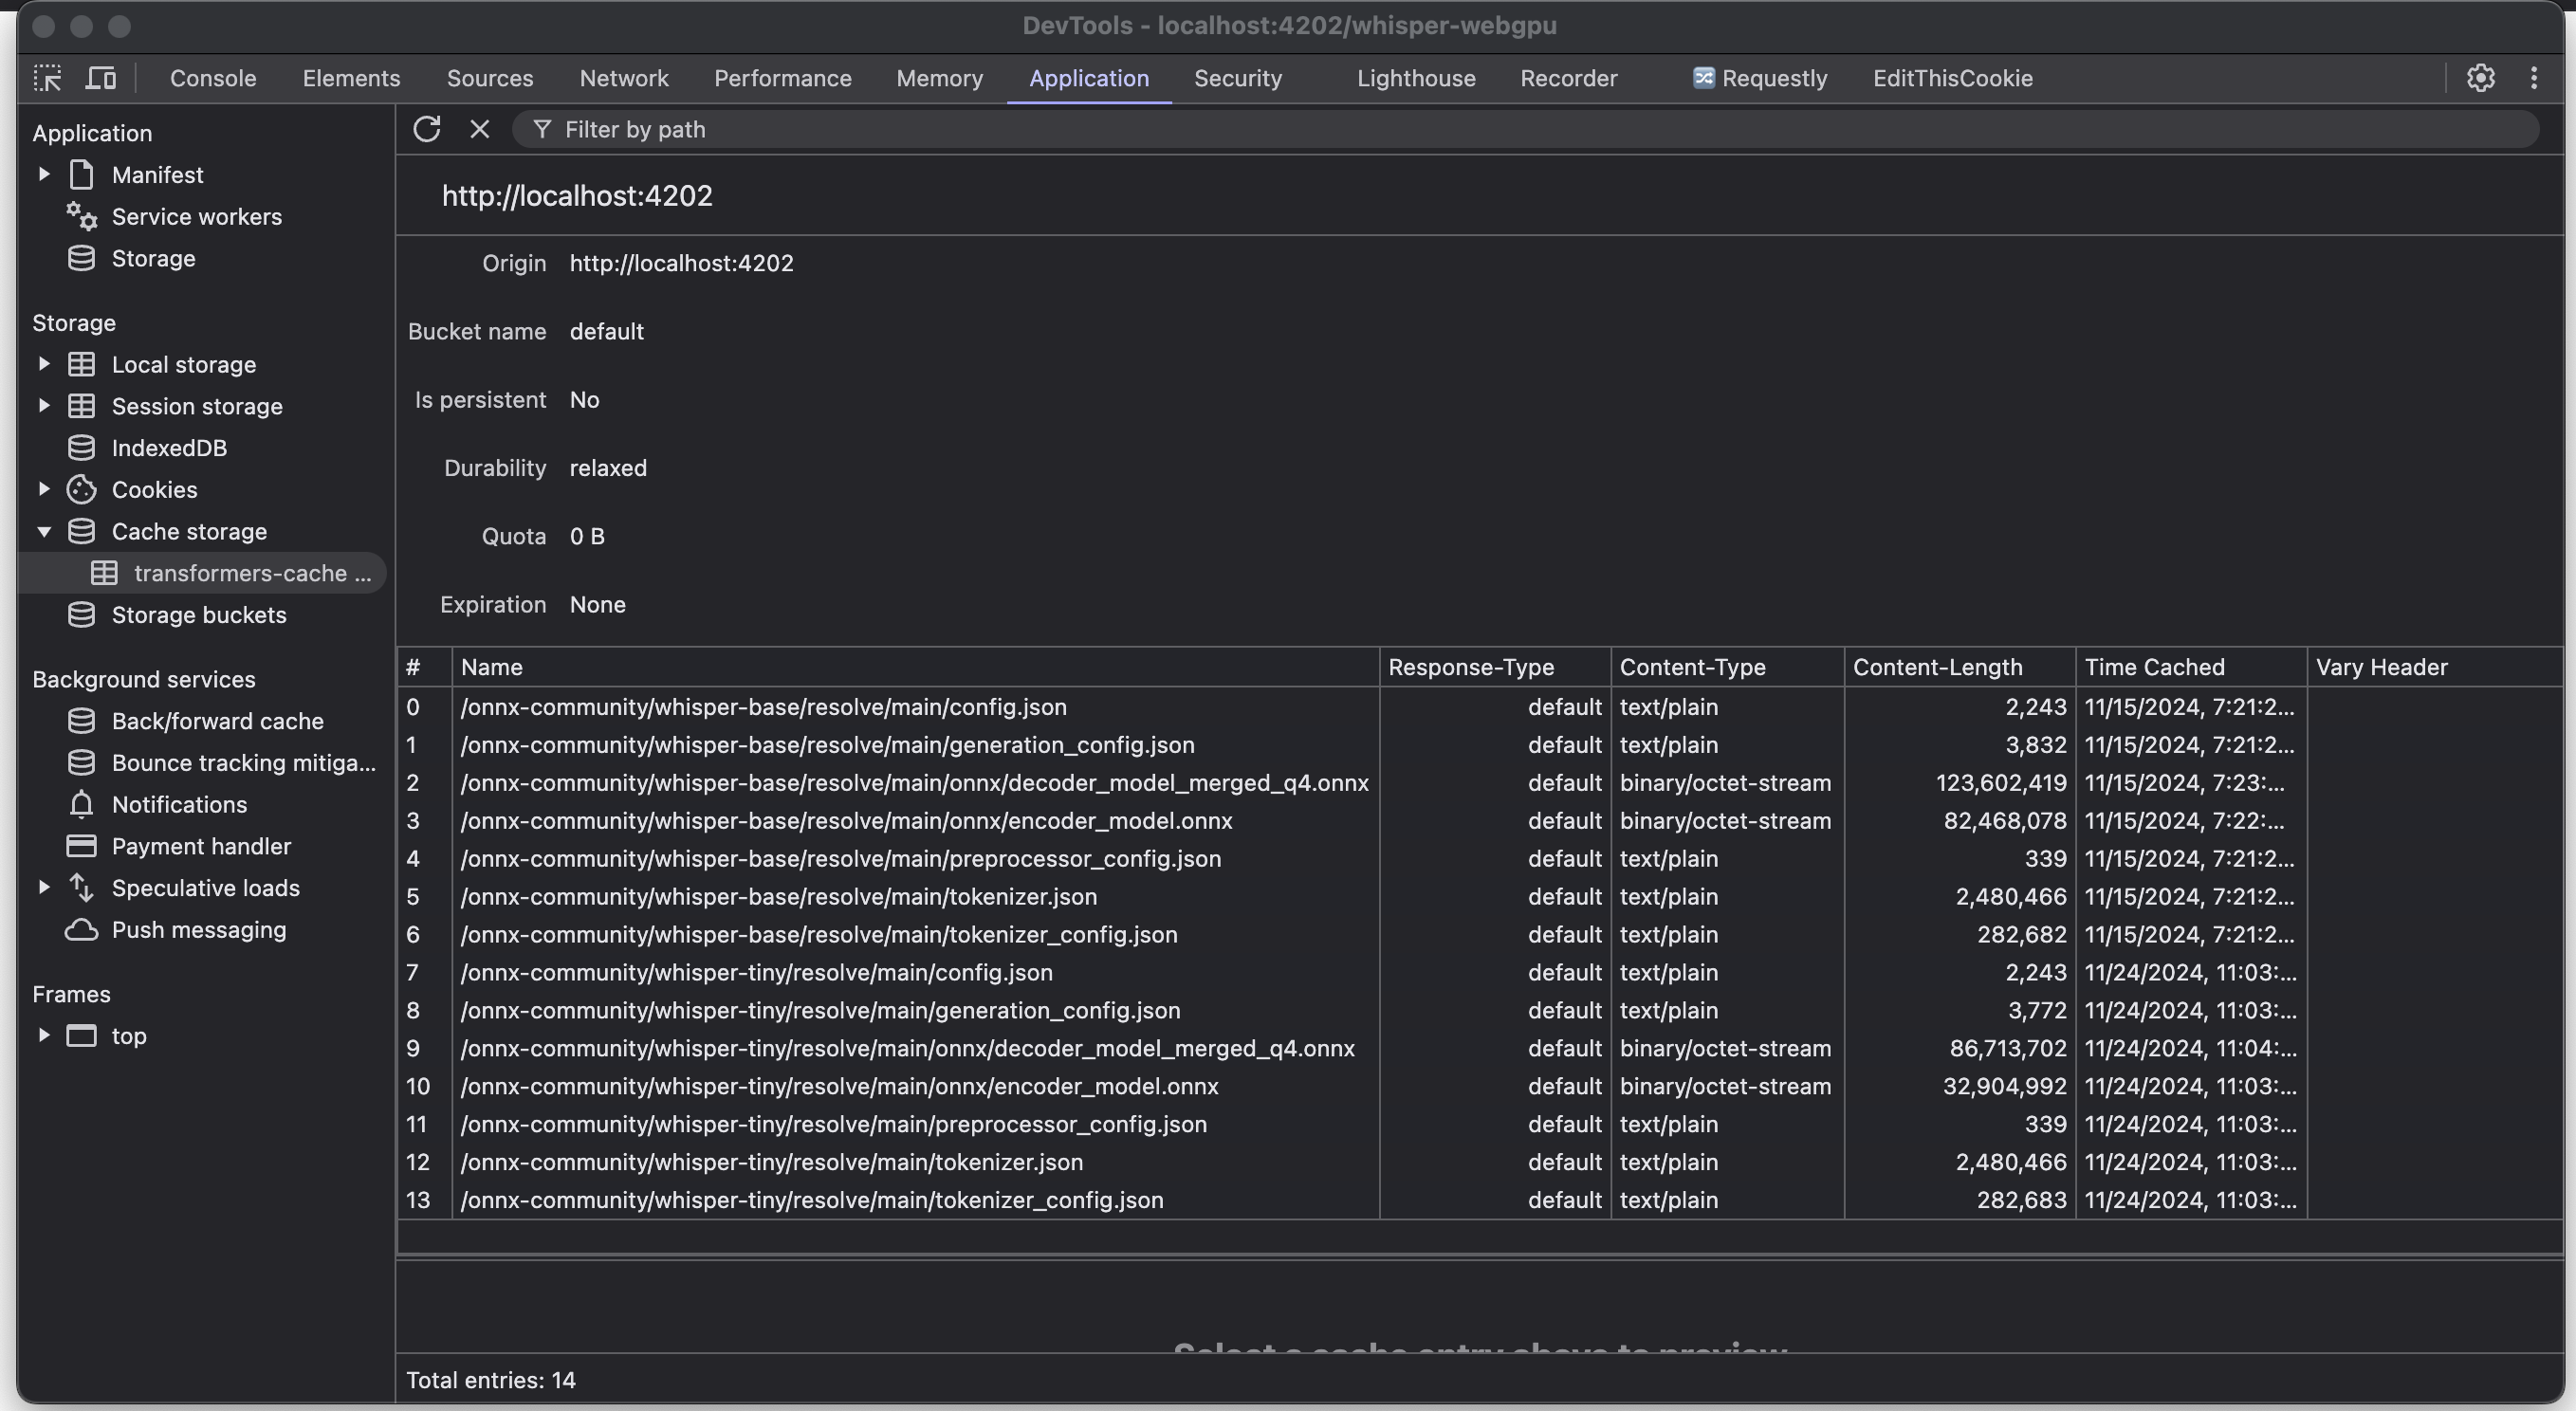 DevTools - localhost:4202/whisper-webgpu
Console Elements Sources Network Performance Memory Application Security Lighthouse Recorder Requestly EditThisCookie
Application
Manifest
Service workers
Storage
Storage
Local storage
Session storage
IndexedDB
Cookies
Cache storage
transformers-cache ...
Storage buckets
Background services
Back/forward cache
Bounce tracking mitiga...
Notifications
Payment handler
Speculative loads
Push messaging
Frames
top
Filter by path
http://localhost:4202
Origin http://localhost:4202
Bucket name default
Is persistent No
Durability relaxed
Quota 0 B
Expiration None
# Name Response-Type Content-Type Content-Length Time Cached Vary Header
0 /onnx-community/whisper-base/resolve/main/config.json default text/plain 2,243 11/15/2024, 7:21:2...
1 /onnx-community/whisper-base/resolve/main/generation_config.json default text/plain 3,832 11/15/2024, 7:21:2...
2 /onnx-community/whisper-base/resolve/main/onnx/decoder_model_merged_q4.onnx default binary/octet-stream 123,602,419 11/15/2024, 7:23:...
3 /onnx-community/whisper-base/resolve/main/onnx/encoder_model.onnx default binary/octet-stream 82,468,078 11/15/2024, 7:22:...
4 /onnx-community/whisper-base/resolve/main/preprocessor_config.json default text/plain 339 11/15/2024, 7:21:2...
5 /onnx-community/whisper-base/resolve/main/tokenizer.json default text/plain 2,480,466 11/15/2024, 7:21:2...
6 /onnx-community/whisper-base/resolve/main/tokenizer_config.json default text/plain 282,682 11/15/2024, 7:21:2...
7 /onnx-community/whisper-tiny/resolve/main/config.json default text/plain 2,243 11/24/2024, 11:03:...
8 /onnx-community/whisper-tiny/resolve/main/generation_config.json default text/plain 3,772 11/24/2024, 11:03:...
9 /onnx-community/whisper-tiny/resolve/main/onnx/decoder_model_merged_q4.onnx default binary/octet-stream 86,713,702 11/24/2024, 11:04:...
10 /onnx-community/whisper-tiny/resolve/main/onnx/encoder_model.onnx default binary/octet-stream 32,904,992 11/24/2024, 11:03:...
11 /onnx-community/whisper-tiny/resolve/main/preprocessor_config.json default text/plain 339 11/24/2024, 11:03:...
12 /onnx-community/whisper-tiny/resolve/main/tokenizer.json default text/plain 2,480,466 11/24/2024, 11:03:...
13 /onnx-community/whisper-tiny/resolve/main/tokenizer_config.json default text/plain 282,683 11/24/2024, 11:03:...
Select a cache entry above to preview
Total entries: 14